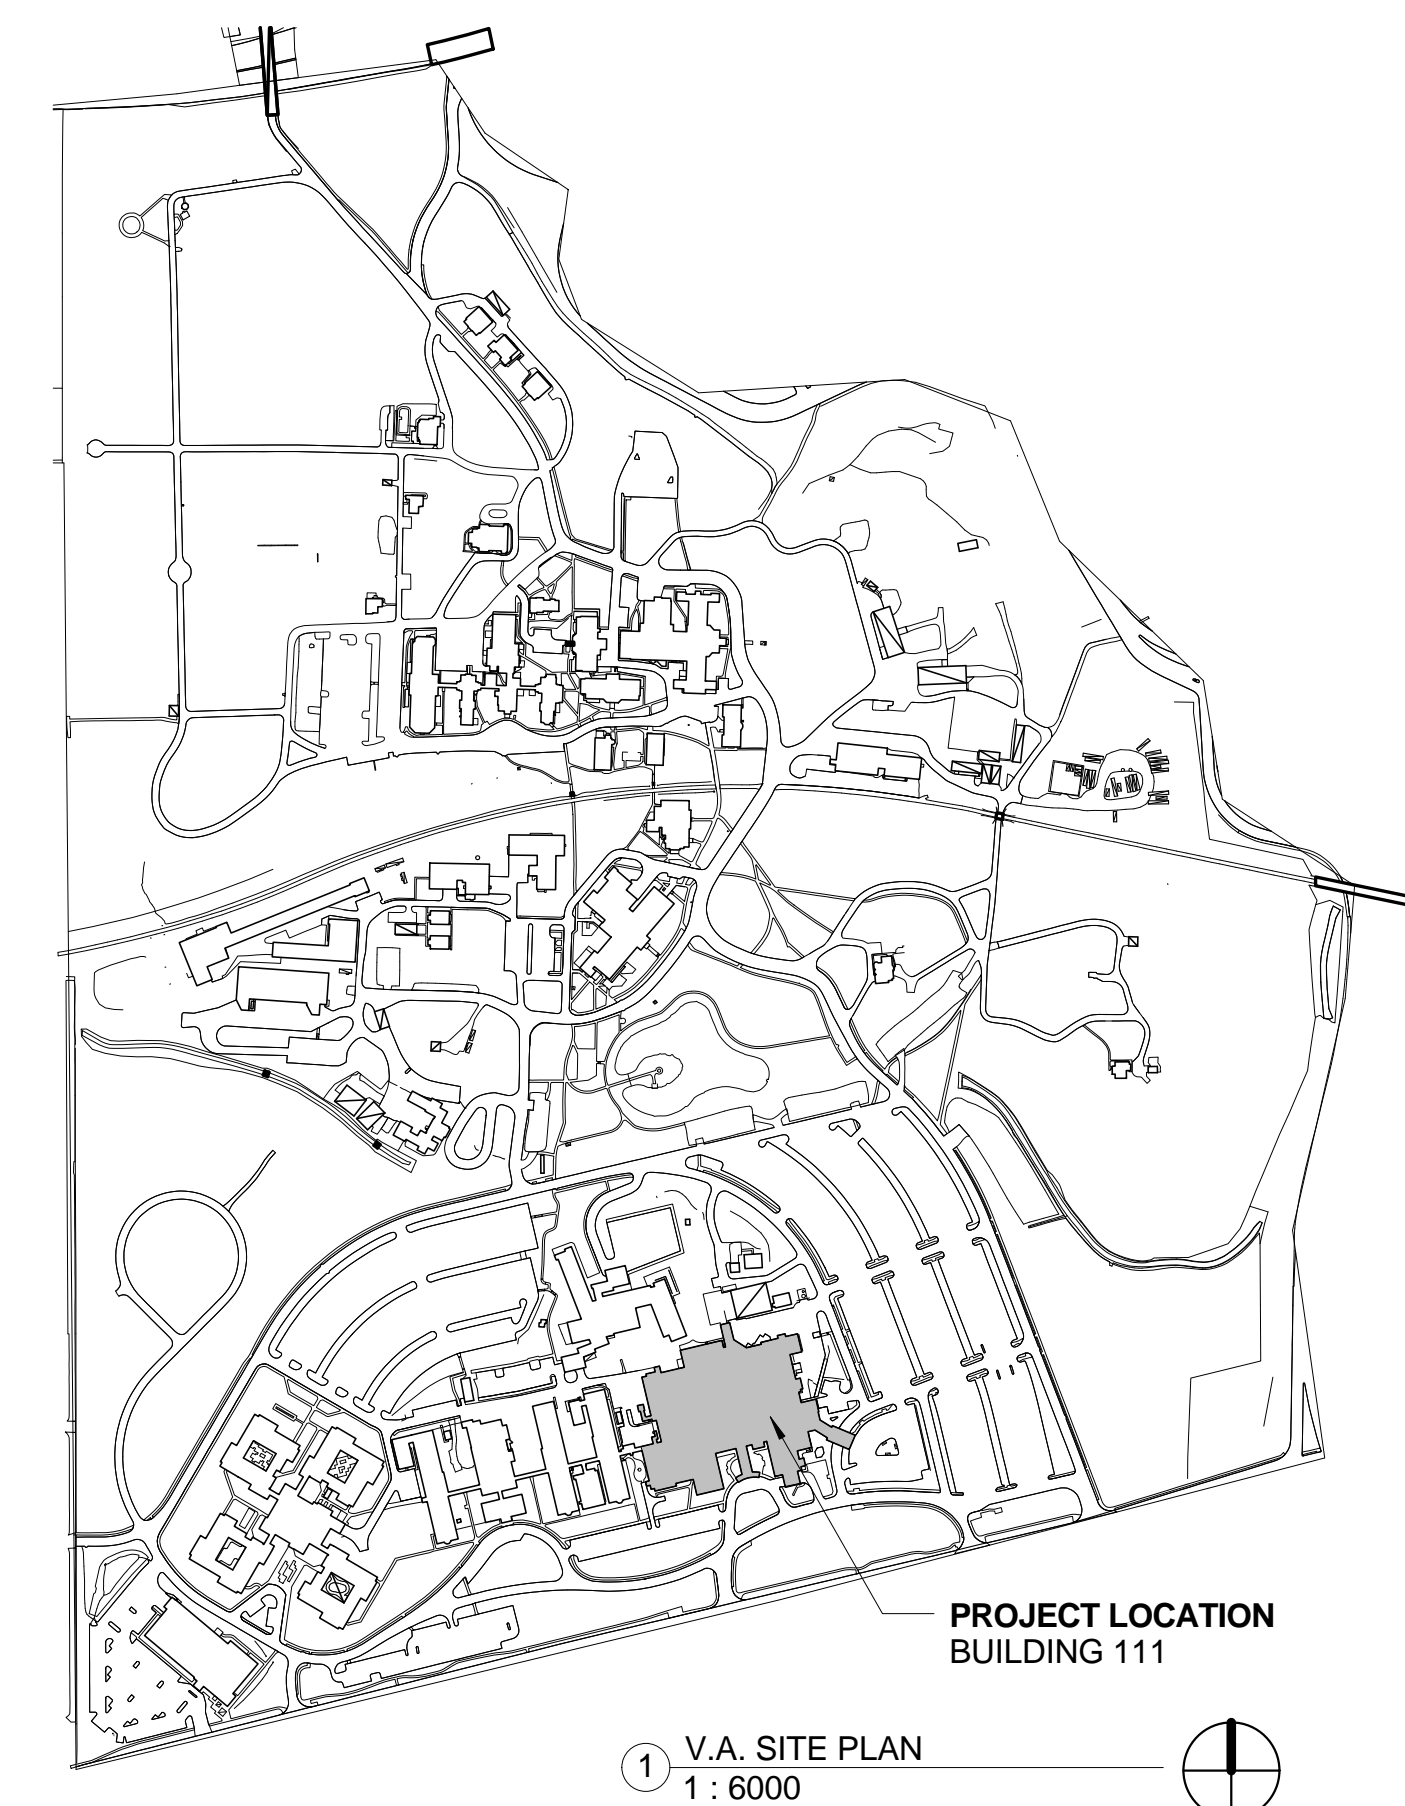 PROJECT LOCATION
BUILDING 111
1
V.A. SITE PLAN
1 : 6000